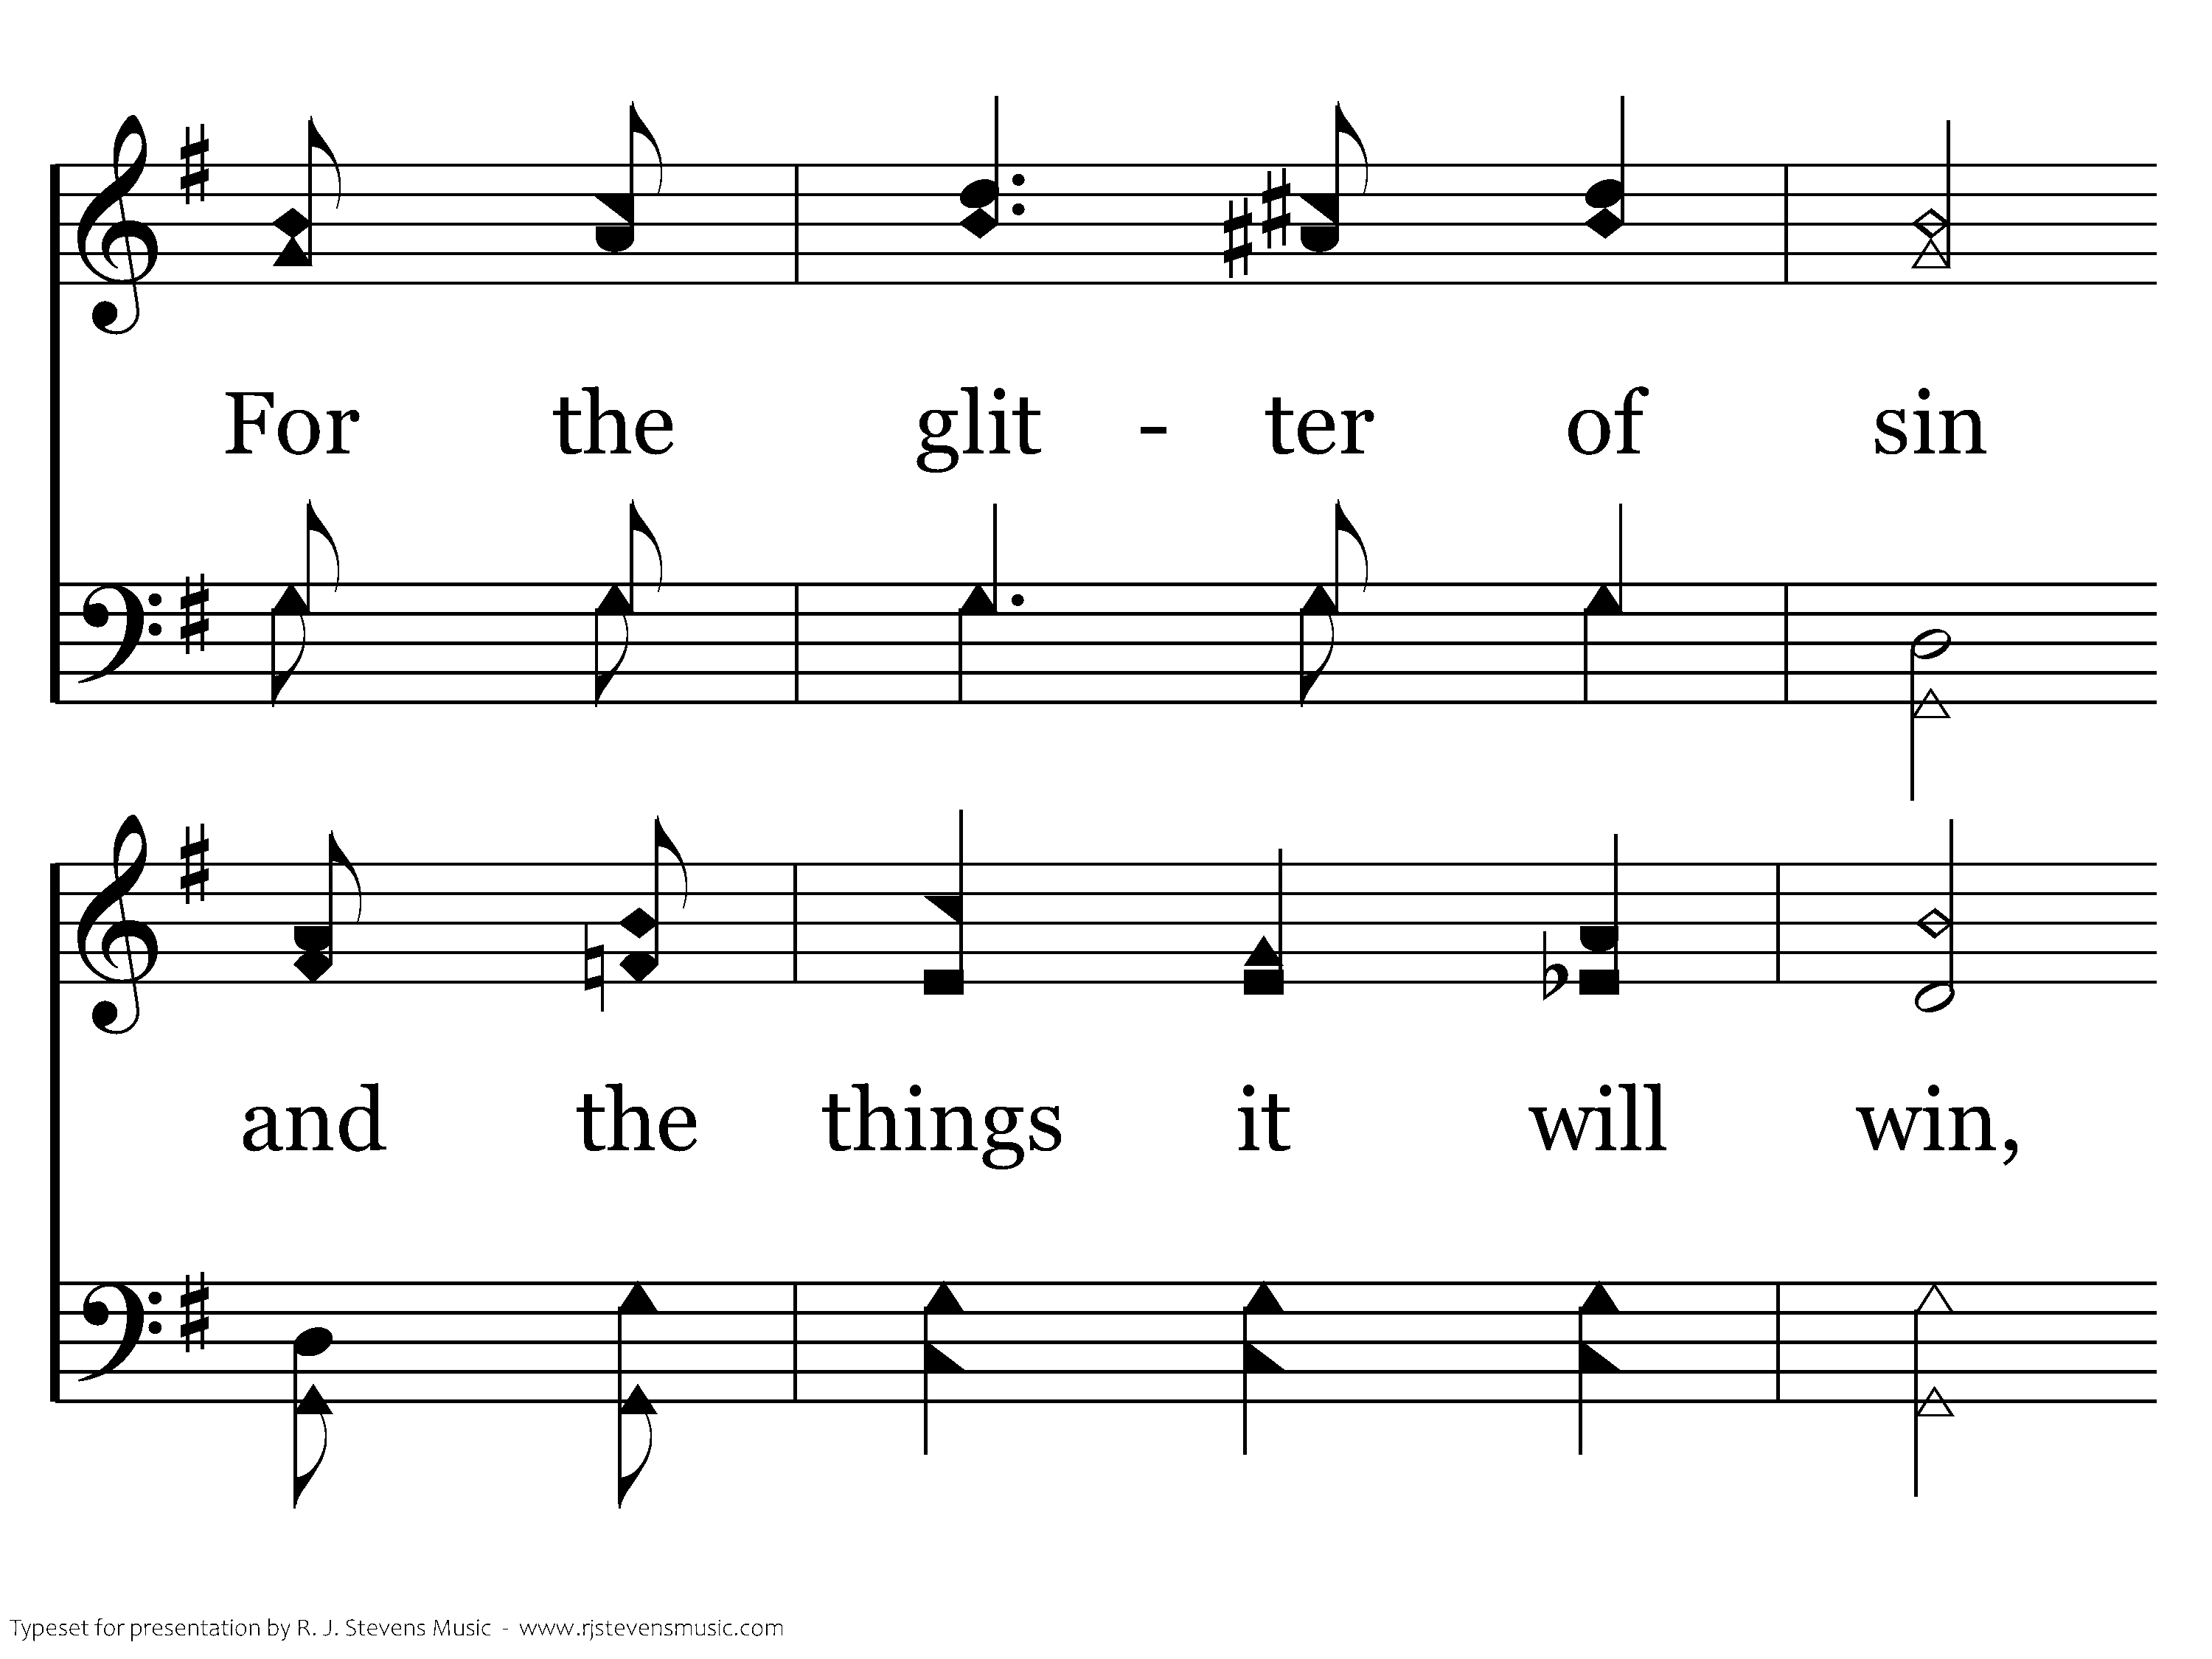 For the glit - ter of sin
and the things it will win,
Typeset for presentation by R. J. Stevens Music - www.rjstevensmusic.com